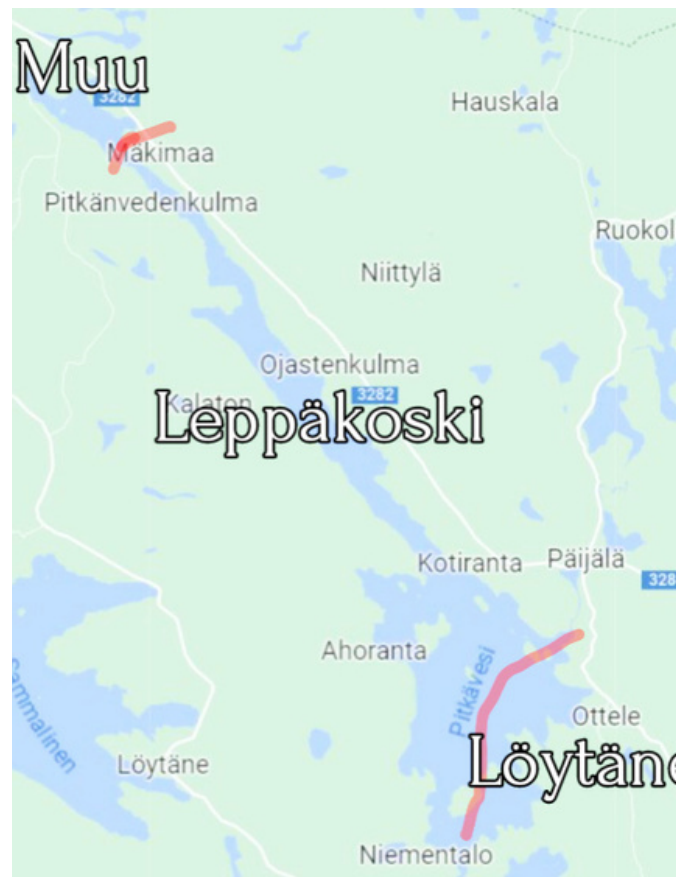 Muu
3282
Hauskala
Mäkimaa
Pitkänvedenkulma
Ruokol
Niittylä
Ojastenkulma
3282
Kalaton
Leppäkoski
Kotiranta
Päijälä
328
Ahoranta
Pitkävesi
Sammalinen
Ottele
Löytäne
Löytäne
Niementalo